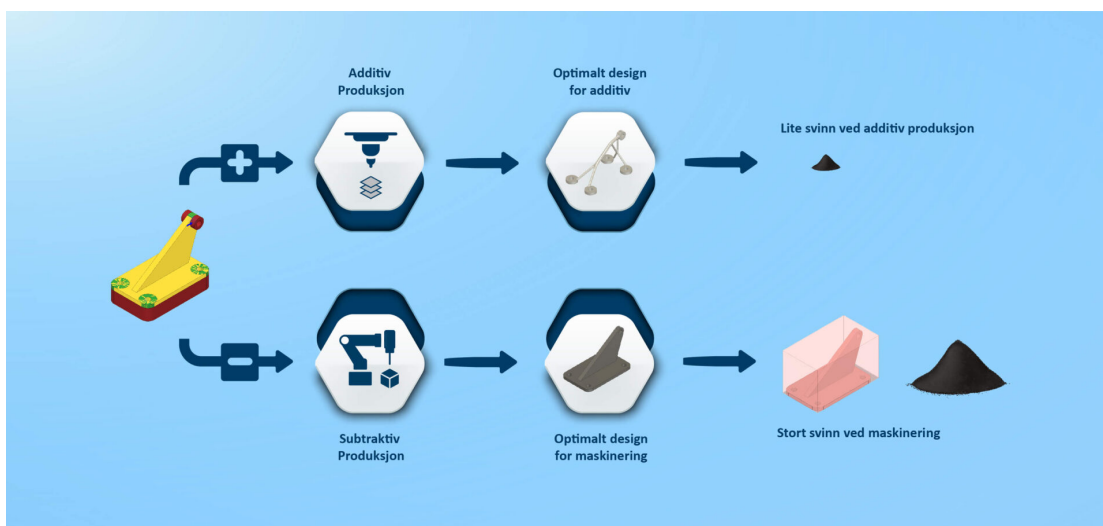 Additiv
Produksjon
Optimalt design
for additiv
Lite svinn ved additiv produksjon
Subtraktiv
Produksjon
Optimalt design
for maskinering
Stort svinn ved maskinering